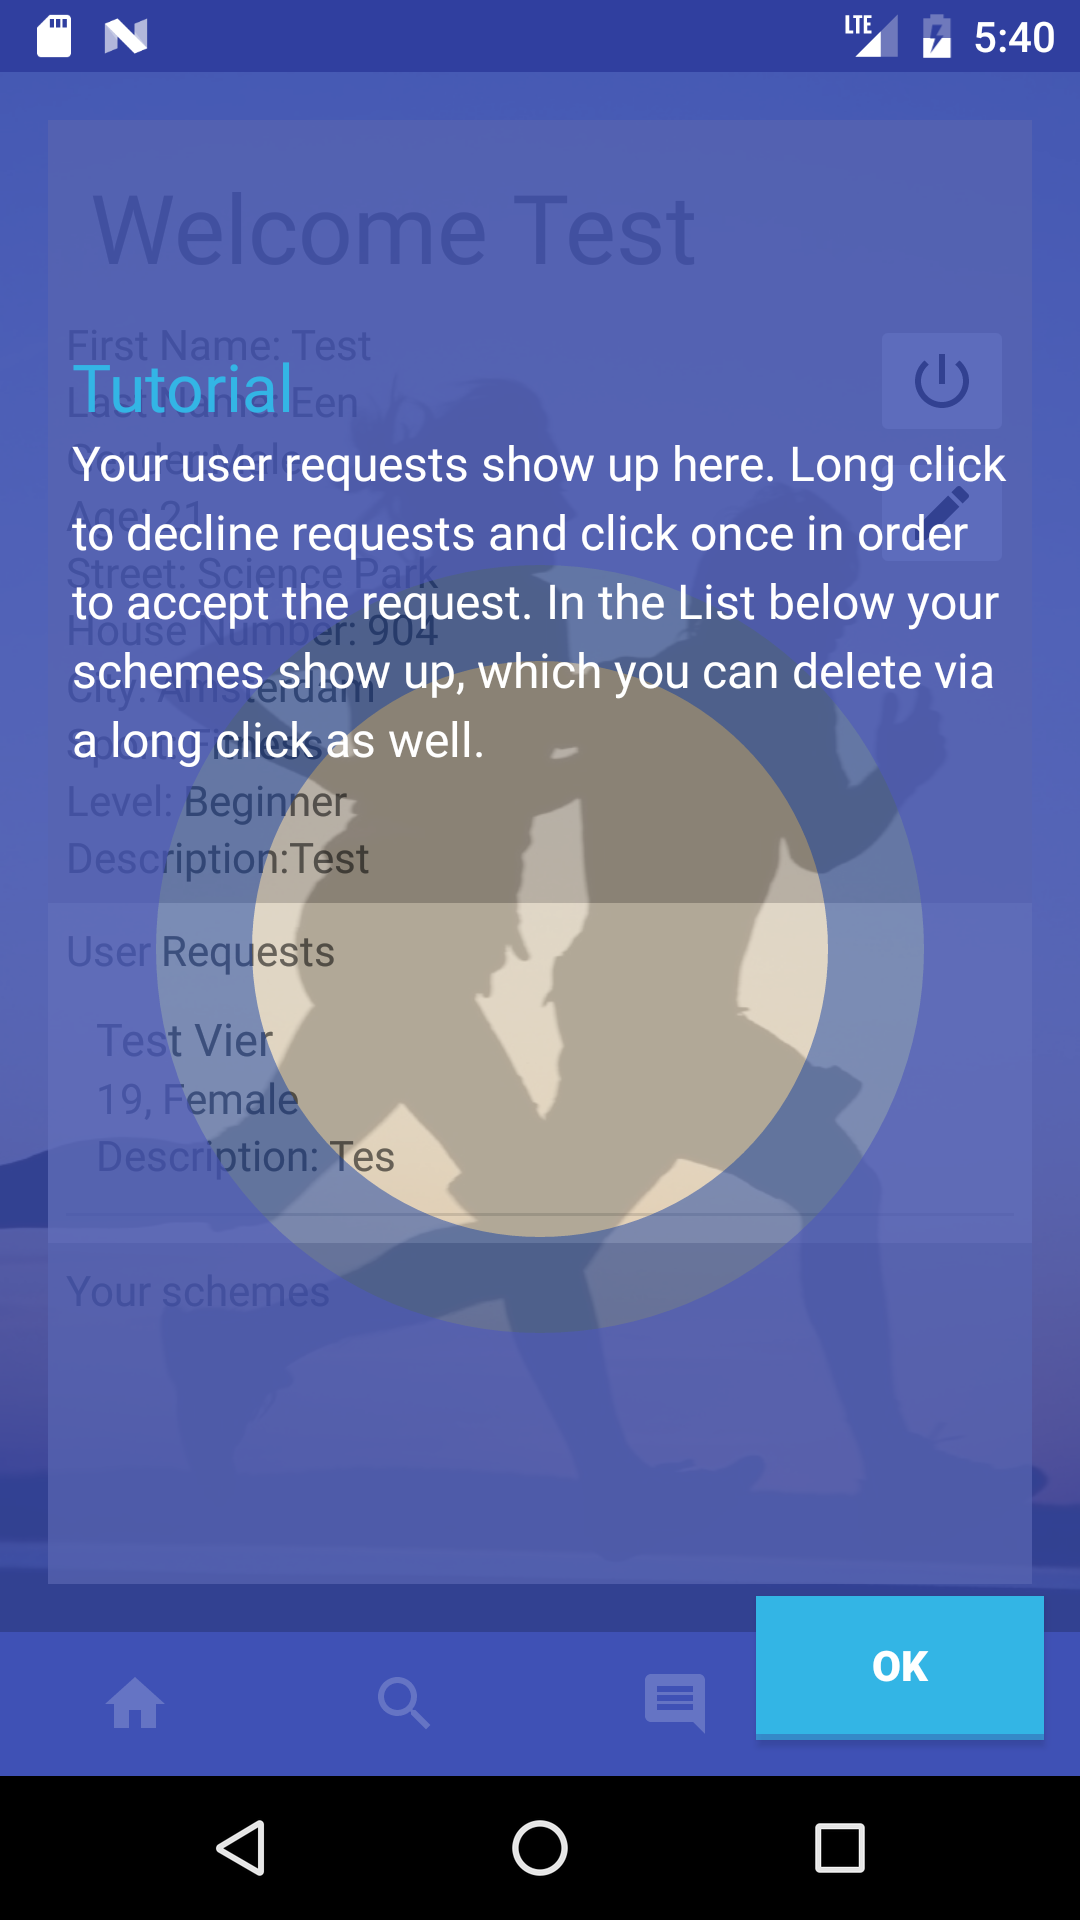 LTE 5:40
Welcome Test
First Name: Test
Tutorial
Last Name: Een
Your user requests show up here. Long click
Gender: Male
to decline requests and click once in order
Age: 21
Street: Science Park
to accept the request. In the List below your
House Number: 904
schemes show up, which you can delete via
City: Amsterdam
a long click as well.
Sport: Fitness
Level: Beginner
Description:Test
User Requests
Test Vier
19, Female
Description: Tes
Your schemes
OK